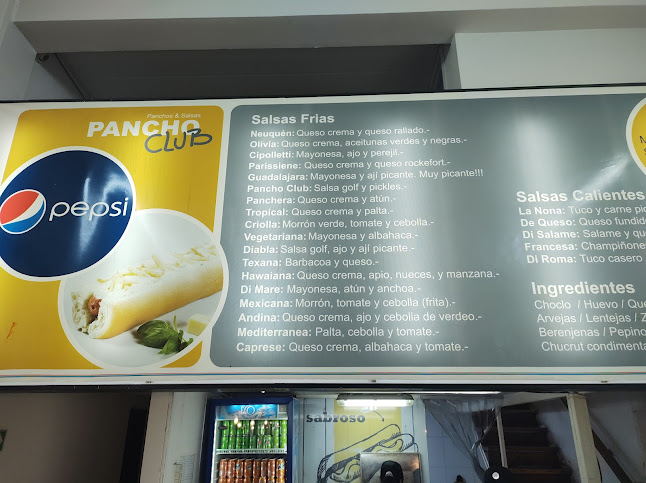 Panchos & Salsas
PANCHO
CLUB
pepsi
Salsas Frias
Neuquén: Queso crema y queso rallado.-
Olivia: Queso crema, aceitunas verdes y negras.-
Cipolletti: Mayonesa, ajo y perejil.-
Parissiene: Queso crema y queso rockefort.-
Guadalajara: Mayonesa y ají picante. Muy picante!!!
Pancho Club: Salsa golf y pickles.-
Panchera: Queso crema y atún.-
Tropical: Queso crema y palta.-
Criolla: Morrón verde, tomate y cebolla.-
Vegetariana: Mayonesa y albahaca.-
Diabla: Salsa golf, ajo y ají picante.-
Texana: Barbacoa y queso.-
Hawaiana: Queso crema, apio, nueces, y manzana.-
Di Mare: Mayonesa, atún y anchoa.-
Mexicana: Morrón, tomate y cebolla (frita).-
Andina: Queso crema, ajo y cebolla de verdeo.-
Mediterranea: Palta, cebolla y tomate.-
Caprese: Queso crema, albahaca y tomate.-
Salsas Calientes
La Nona: Tuco y carne
De Queso: Queso
Di Salame: Salame y
Francesa:
Di Roma: Tuco casero
Ingredientes
Choclo / Huevo /
Arvejas / Lentejas /
Berenjenas /
Chucrut
sabroso